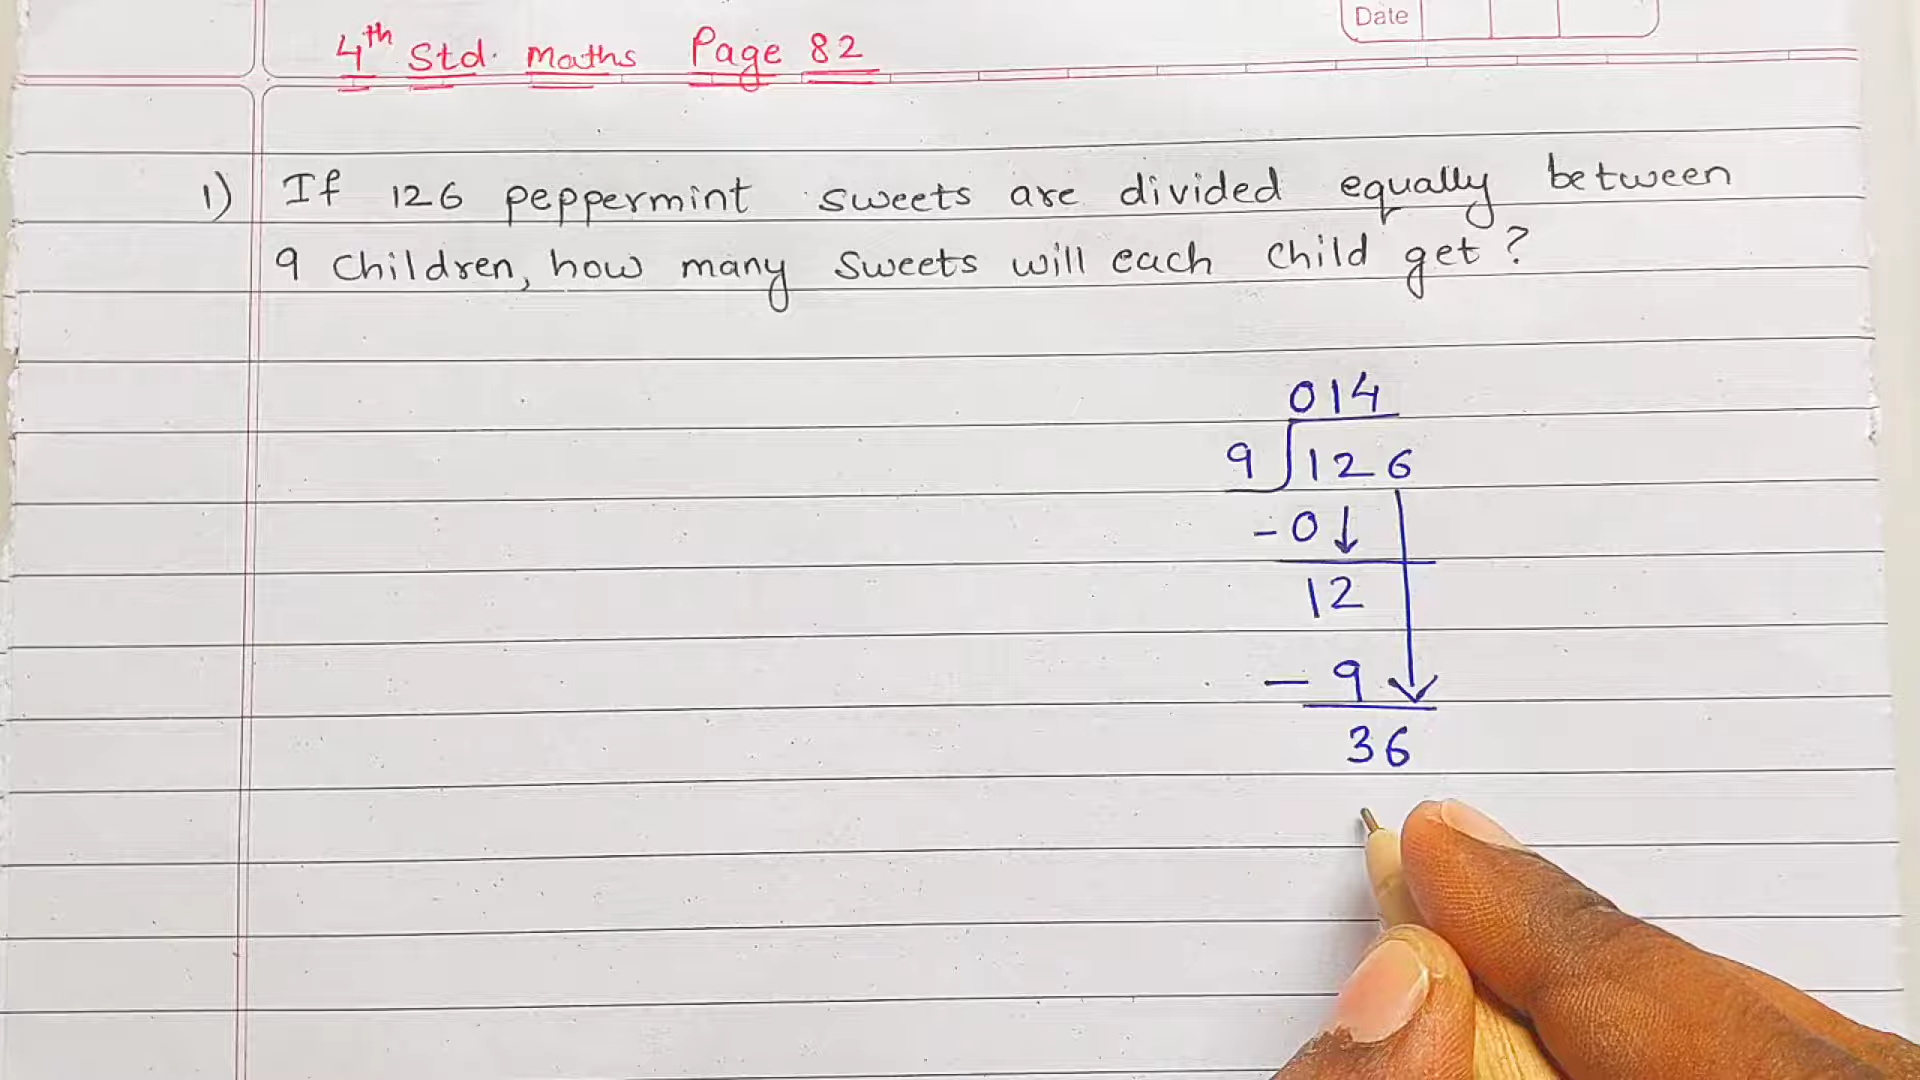 Date
4th Std. Maths Page 82
1) If 126 peppermint sweets are divided equally between
9 children, how many sweets will each child get?
014
9 126
- 0 ↓
12
- 9
36